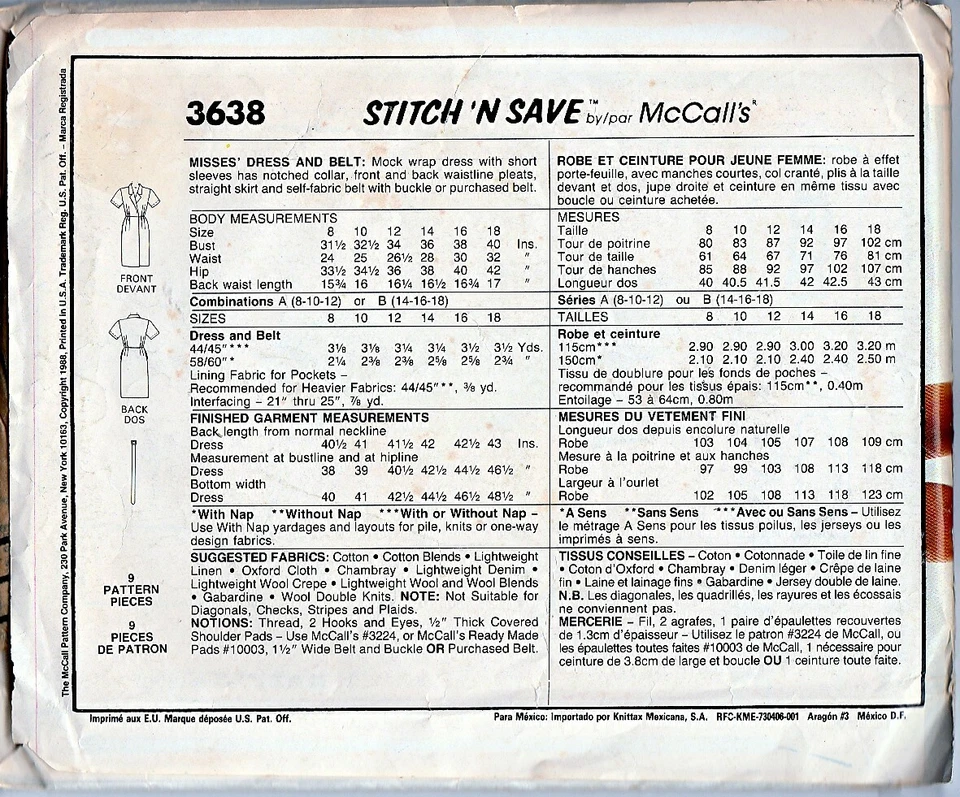 3638 STITCH 'N SAVE™ by/par McCall's®
MISSES' DRESS AND BELT: Mock wrap dress with short
sleeves has notched collar, front and back waistline pleats,
straight skirt and self-fabric belt with buckle or purchased belt.
BODY MEASUREMENTS
Size 8 10 12 14 16 18
Bust 31½ 32½ 34 36 38 40 Ins.
Waist 24 25 26½ 28 30 32 "
Hip 33½ 34½ 36 38 40 42 "
Back waist length 15¾ 16 16¼ 16½ 16¾ 17 "
Combinations A (8-10-12) or B (14-16-18)
SIZES 8 10 12 14 16 18
Dress and Belt
44/45"*** 3⅛ 3⅛ 3¼ 3¼ 3½ 3½ Yds.
58/60"* 2¼ 2⅜ 2⅜ 2⅝ 2⅝ 2¾ "
Lining Fabric for Pockets –
Recommended for Heavier Fabrics: 44/45"**, ⅜ yd.
Interfacing – 21" thru 25", ⅞ yd.
FINISHED GARMENT MEASUREMENTS
Back length from normal neckline
Dress 40½ 41 41½ 42 42½ 43 Ins.
Measurement at bustline and at hipline
Dress 38 39 40½ 42½ 44½ 46½ "
Bottom width
Dress 40 41 42½ 44½ 46½ 48½ "
*With Nap **Without Nap ***With or Without Nap –
Use With Nap yardages and layouts for pile, knits or one-way
design fabrics.
SUGGESTED FABRICS: Cotton • Cotton Blends • Lightweight
Linen • Oxford Cloth • Chambray • Lightweight Denim •
Lightweight Wool Crepe • Lightweight Wool and Wool Blends
• Gabardine • Wool Double Knits. NOTE: Not Suitable for
Diagonals, Checks, Stripes and Plaids.
NOTIONS: Thread, 2 Hooks and Eyes, ½" Thick Covered
Shoulder Pads – Use McCall's #3224, or McCall's Ready Made
Pads #10003, 1½" Wide Belt and Buckle OR Purchased Belt.
ROBE ET CEINTURE POUR JEUNE FEMME: robe à effet
porte-feuille, avec manches courtes, col cranté, plis à la taille
devant et dos, jupe droite et ceinture en même tissu avec
boucle ou ceinture achetée.
MESURES
Taille 8 10 12 14 16 18
Tour de poitrine 80 83 87 92 97 102 cm
Tour de taille 61 64 67 71 76 81 cm
Tour de hanches 85 88 92 97 102 107 cm
Longueur dos 40 40.5 41.5 42 42.5 43 cm
Séries A (8-10-12) ou B (14-16-18)
TAILLES 8 10 12 14 16 18
Robe et ceinture
115cm*** 2.90 2.90 2.90 3.00 3.20 3.20 m
150cm* 2.10 2.10 2.10 2.40 2.40 2.50 m
Tissu de doublure pour les fonds de poches –
recommandé pour les tissus épais: 115cm**, 0.40m
Entoilage – 53 à 64cm, 0.80m
MESURES DU VETEMENT FINI
Longueur dos depuis encolure naturelle
Robe 103 104 105 107 108 109 cm
Mesure à la poitrine et aux hanches
Robe 97 99 103 108 113 118 cm
Largeur à l'ourlet
Robe 102 105 108 113 118 123 cm
*A Sens **Sans Sens ***Avec ou Sans Sens – Utilisez
le métrage A Sens pour les tissus poilus, les jerseys ou les
imprimés à sens.
TISSUS CONSEILLES – Coton • Cotonnade • Toile de lin fine
• Coton d'Oxford • Chambray • Denim léger • Crêpe de laine
fin • Laine et lainage fins • Gabardine • Jersey double de laine.
N.B. Les diagonales, les quadrillés, les rayures et les écossais
ne conviennent pas.
MERCERIE – Fil, 2 agrafes, 1 paire d'épaulettes recouvertes
de 1.3cm d'épaisseur – Utilisez le patron #3224 de McCall, ou
les épaulettes toutes faites #10003 de McCall, 1 nécessaire pour
ceinture de 3.8cm de large et boucle OU 1 ceinture toute faite.
FRONT
DEVANT
BACK
DOS
9
PATTERN
PIECES
9
PIECES
DE PATRON
The McCall Pattern Company, 230 Park Avenue, New York 10163, Copyright 1988, Printed in U.S.A. Trademark Reg. U.S. Pat. Off. – Marca Registrada
Imprimé aux E.U. Marque déposée U.S. Pat. Off.
Para México: Importado por Knittax Mexicana, S.A. RFC-KME-730406-001 Aragón #3 México D.F.